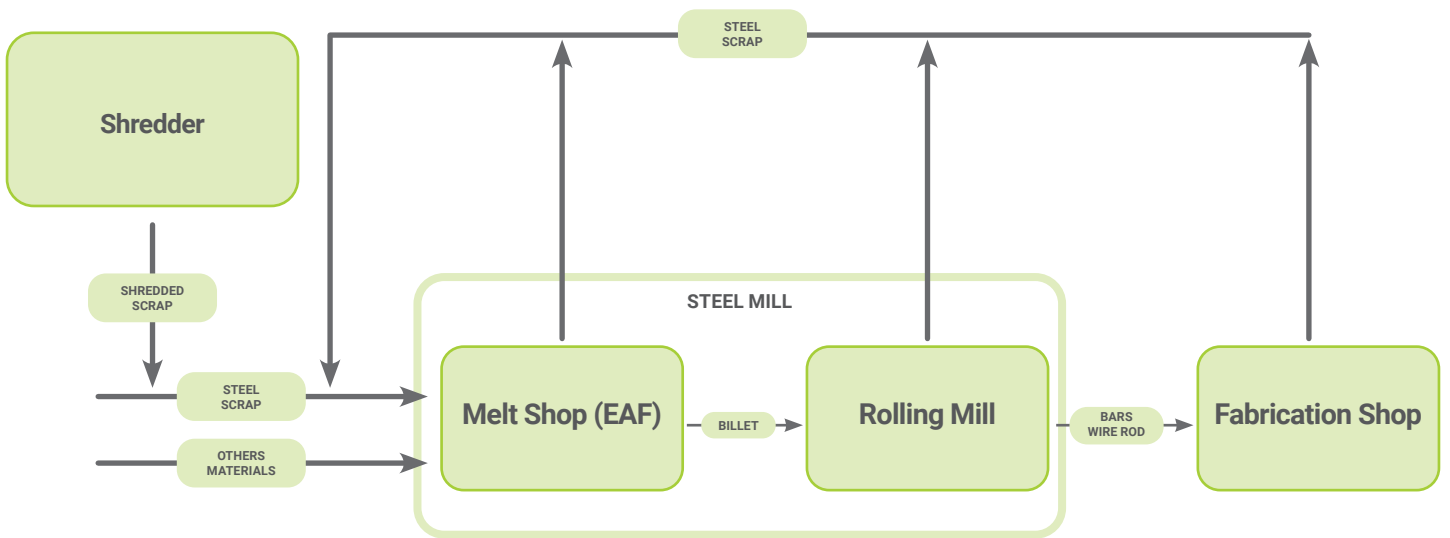 STEEL
SCRAP
Shredder
SHREDDED
SCRAP
STEEL MILL
STEEL
SCRAP
OTHERS
MATERIALS
Melt Shop (EAF)
BILLET
Rolling Mill
BARS
WIRE ROD
Fabrication Shop